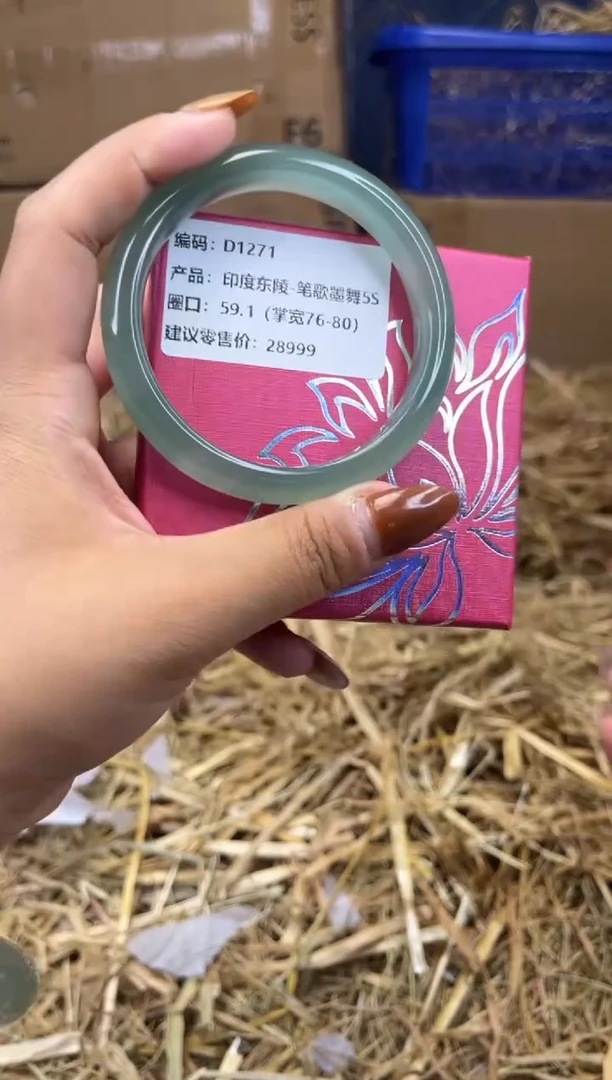 编码：D1271
产品：印度东陵-笔歌墨舞5S
圈口：59.1（掌宽76-80）
建议零售价：28999